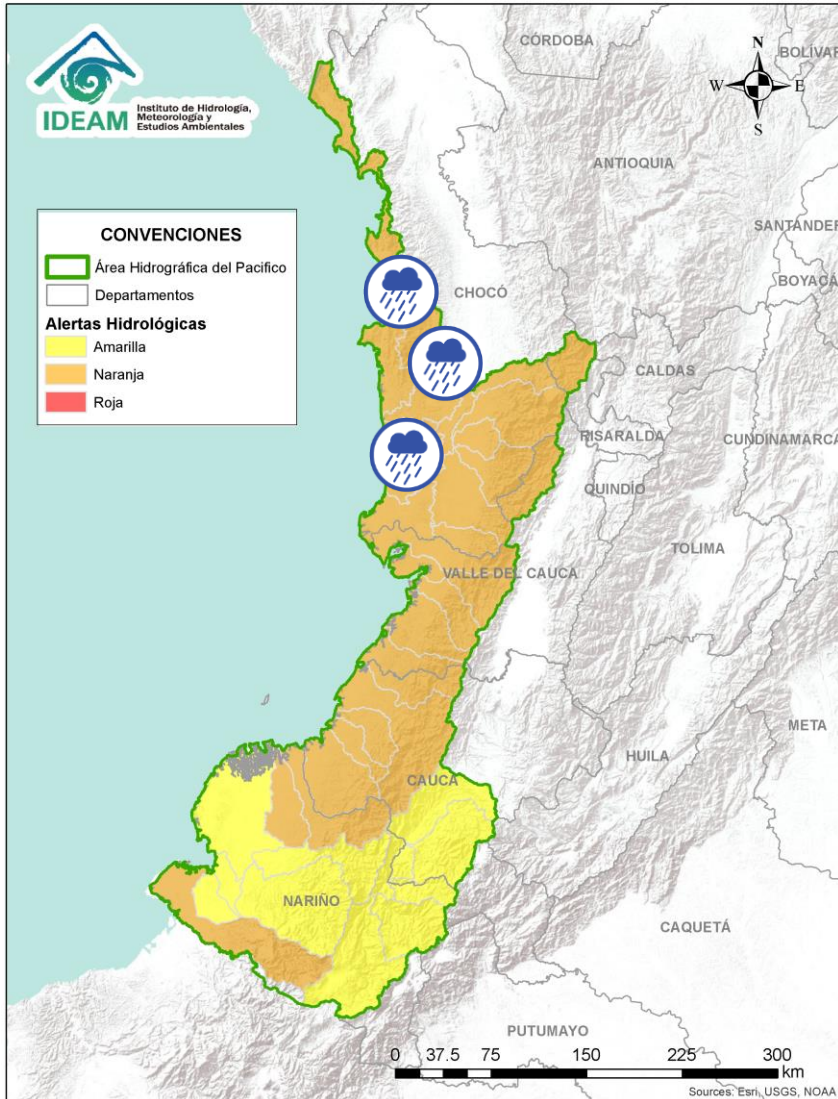 CÓRDOBA
BOLÍVAR
N
W E
S
IDEAM
Instituto de Hidrología,
Meteorología y
Estudios Ambientales
ANTIOQUIA
SANTANDER
CONVENCIONES
Área Hidrográfica del Pacifico
Departamentos
Alertas Hidrológicas
Amarilla
Naranja
Roja
BOYACÁ
CHOCÓ
CALDAS
RISARALDA
CUNDINAMARCA
QUINDÍO
TOLIMA
VALLE DEL CAUCA
META
HUILA
CAUCA
NARIÑO
CAQUETÁ
PUTUMAYO
0 37.5 75 150 225 300
km
Sources: Esri, USGS, NOAA